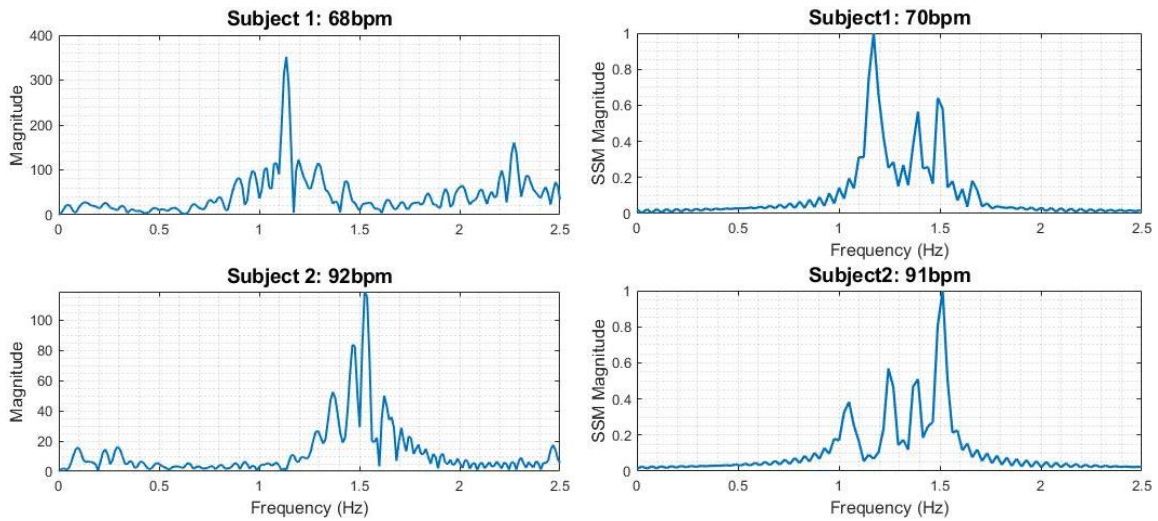 Subject 1: 68bpm
400
300
200
100
0
Magnitude
0 0.5 1 1.5 2 2.5
Subject1: 70bpm
1
0.8
0.6
0.4
0.2
0
SSM Magnitude
0 0.5 1 1.5 2 2.5
Frequency (Hz)
Subject 2: 92bpm
100
80
60
40
20
0
Magnitude
0 0.5 1 1.5 2 2.5
Frequency (Hz)
Subject2: 91bpm
1
0.8
0.6
0.4
0.2
0
SSM Magnitude
0 0.5 1 1.5 2 2.5
Frequency (Hz)